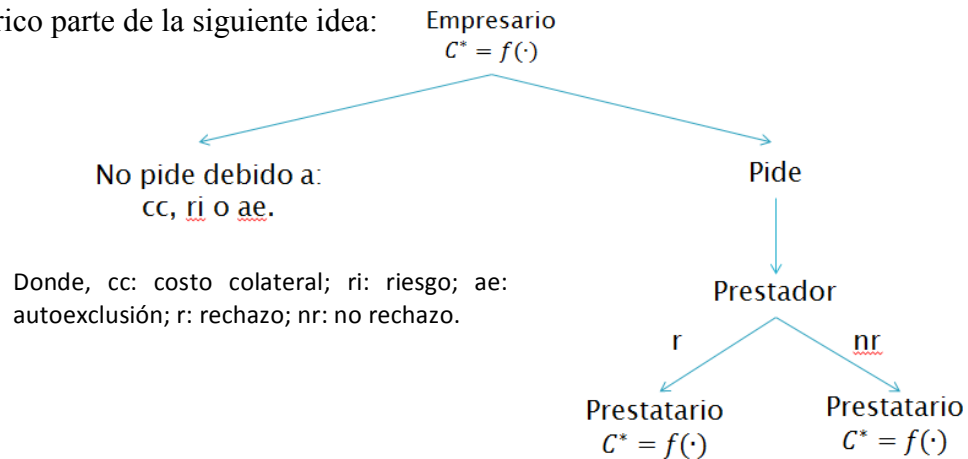 rico parte de la siguiente idea:
Empresario
C* = f(·)
No pide debido a:
cc, ri o ae.
Pide
Donde, cc: costo colateral; ri: riesgo; ae:
autoexclusión; r: rechazo; nr: no rechazo.
Prestador
r
nr
Prestatario
C* = f(·)
Prestatario
C* = f(·)